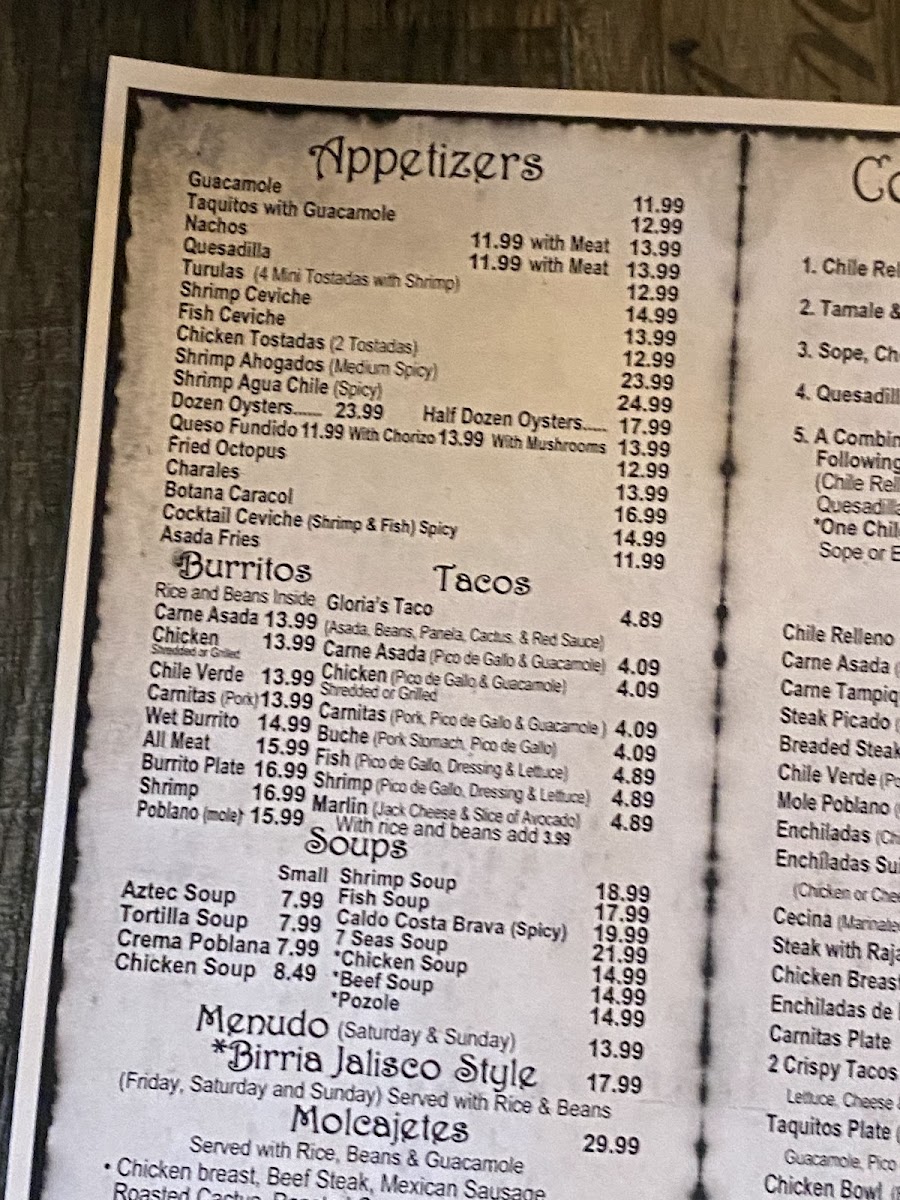 Appetizers
Guacamole 11.99
Taquitos with Guacamole 12.99
Nachos 11.99 with Meat 13.99
Quesadilla 11.99 with Meat 13.99
Turulas (4 Mini Tostadas with Shrimp) 12.99
Shrimp Ceviche 14.99
Fish Ceviche 13.99
Chicken Tostadas (2 Tostadas) 12.99
Shrimp Ahogados (Medium Spicy) 23.99
Shrimp Agua Chile (Spicy) 24.99
Dozen Oysters...... 23.99 Half Dozen Oysters..... 17.99
Queso Fundido 11.99 With Chorizo 13.99 With Mushrooms 13.99
Fried Octopus 12.99
Charales 13.99
Botana Caracol 16.99
Cocktail Ceviche (Shrimp & Fish) Spicy 14.99
Asada Fries 11.99
Burritos
Rice and Beans Inside
Carne Asada 13.99
Chicken 13.99
Shredded or Grilled
Chile Verde 13.99
Carnitas (Pork) 13.99
Wet Burrito 14.99
All Meat 15.99
Burrito Plate 16.99
Shrimp 16.99
Poblano (mole) 15.99
Tacos
Gloria's Taco 4.89
(Asada, Beans, Panela, Cactus, & Red Sauce)
Carne Asada (Pico de Gallo & Guacamole) 4.09
Chicken (Pico de Gallo & Guacamole) 4.09
Shredded or Grilled
Carnitas (Pork, Pico de Gallo & Guacamole ) 4.09
Buche (Pork Stomach, Pico de Gallo) 4.09
Fish (Pico de Gallo, Dressing & Lettuce) 4.89
Shrimp (Pico de Gallo, Dressing & Lettuce) 4.89
Marlin (Jack Cheese & Slice of Avocado) 4.89
With rice and beans add 3.99
Soups
Small
Aztec Soup 7.99
Tortilla Soup 7.99
Crema Poblana 7.99
Chicken Soup 8.49
Shrimp Soup 18.99
Fish Soup 17.99
Caldo Costa Brava (Spicy) 19.99
7 Seas Soup 21.99
*Chicken Soup 14.99
*Beef Soup 14.99
*Pozole 14.99
Menudo (Saturday & Sunday) 13.99
*Birria Jalisco Style 17.99
(Friday, Saturday and Sunday) Served with Rice & Beans
Molcajetes 29.99
Served with Rice, Beans & Guacamole
• Chicken breast, Beef Steak, Mexican Sausage
Roasted Cactus
Co
1. Chile Rel
2. Tamale &
3. Sope, Ch
4. Quesadill
5. A Combin
Following
(Chile Rell
Quesadilla
*One Chil
Sope or E
Chile Relleno
Carne Asada (
Carne Tampiq
Steak Picado (
Breaded Steak
Chile Verde (Po
Mole Poblano (
Enchiladas (Chi
Enchiladas Sui
(Chicken or Chee
Cecina (Marinate
Steak with Raja
Chicken Breast
Enchiladas de
Carnitas Plate
2 Crispy Tacos
Lettuce, Cheese &
Taquitos Plate (
Guacamole, Pico
Chicken Bowl